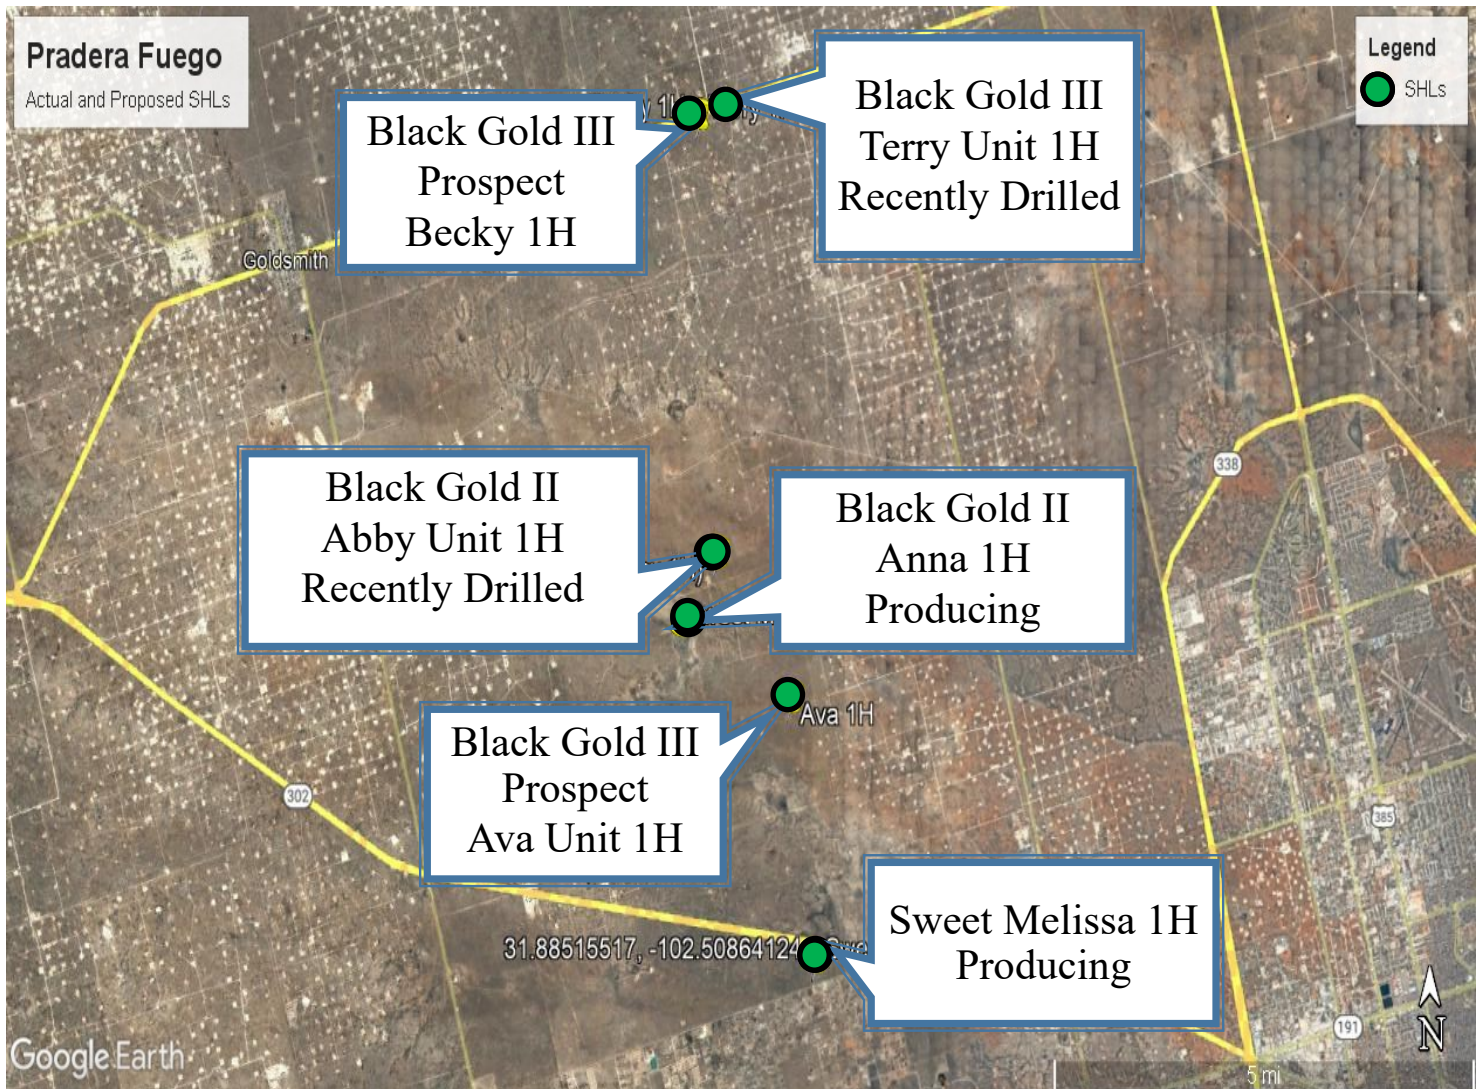 Pradera Fuego
Actual and Proposed SHLs
Legend
SHLs
Black Gold III
Prospect
Becky 1H
Black Gold III
Terry Unit 1H
Recently Drilled
Goldsmith
338
Black Gold II
Abby Unit 1H
Recently Drilled
Black Gold II
Anna 1H
Producing
Ava 1H
Black Gold III
Prospect
Ava Unit 1H
302
385
31.88515517, -102.50864124
Sweet Melissa 1H
Producing
191
N
Google Earth
5 mi